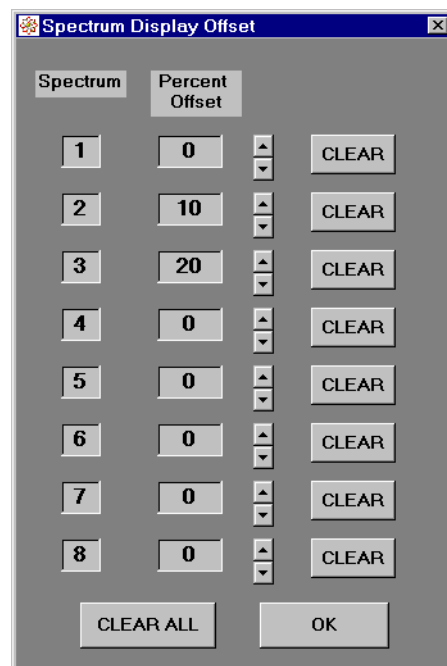 Spectrum Display Offset
Spectrum Percent Offset
1 0 CLEAR
2 10 CLEAR
3 20 CLEAR
4 0 CLEAR
5 0 CLEAR
6 0 CLEAR
7 0 CLEAR
8 0 CLEAR
CLEAR ALL OK